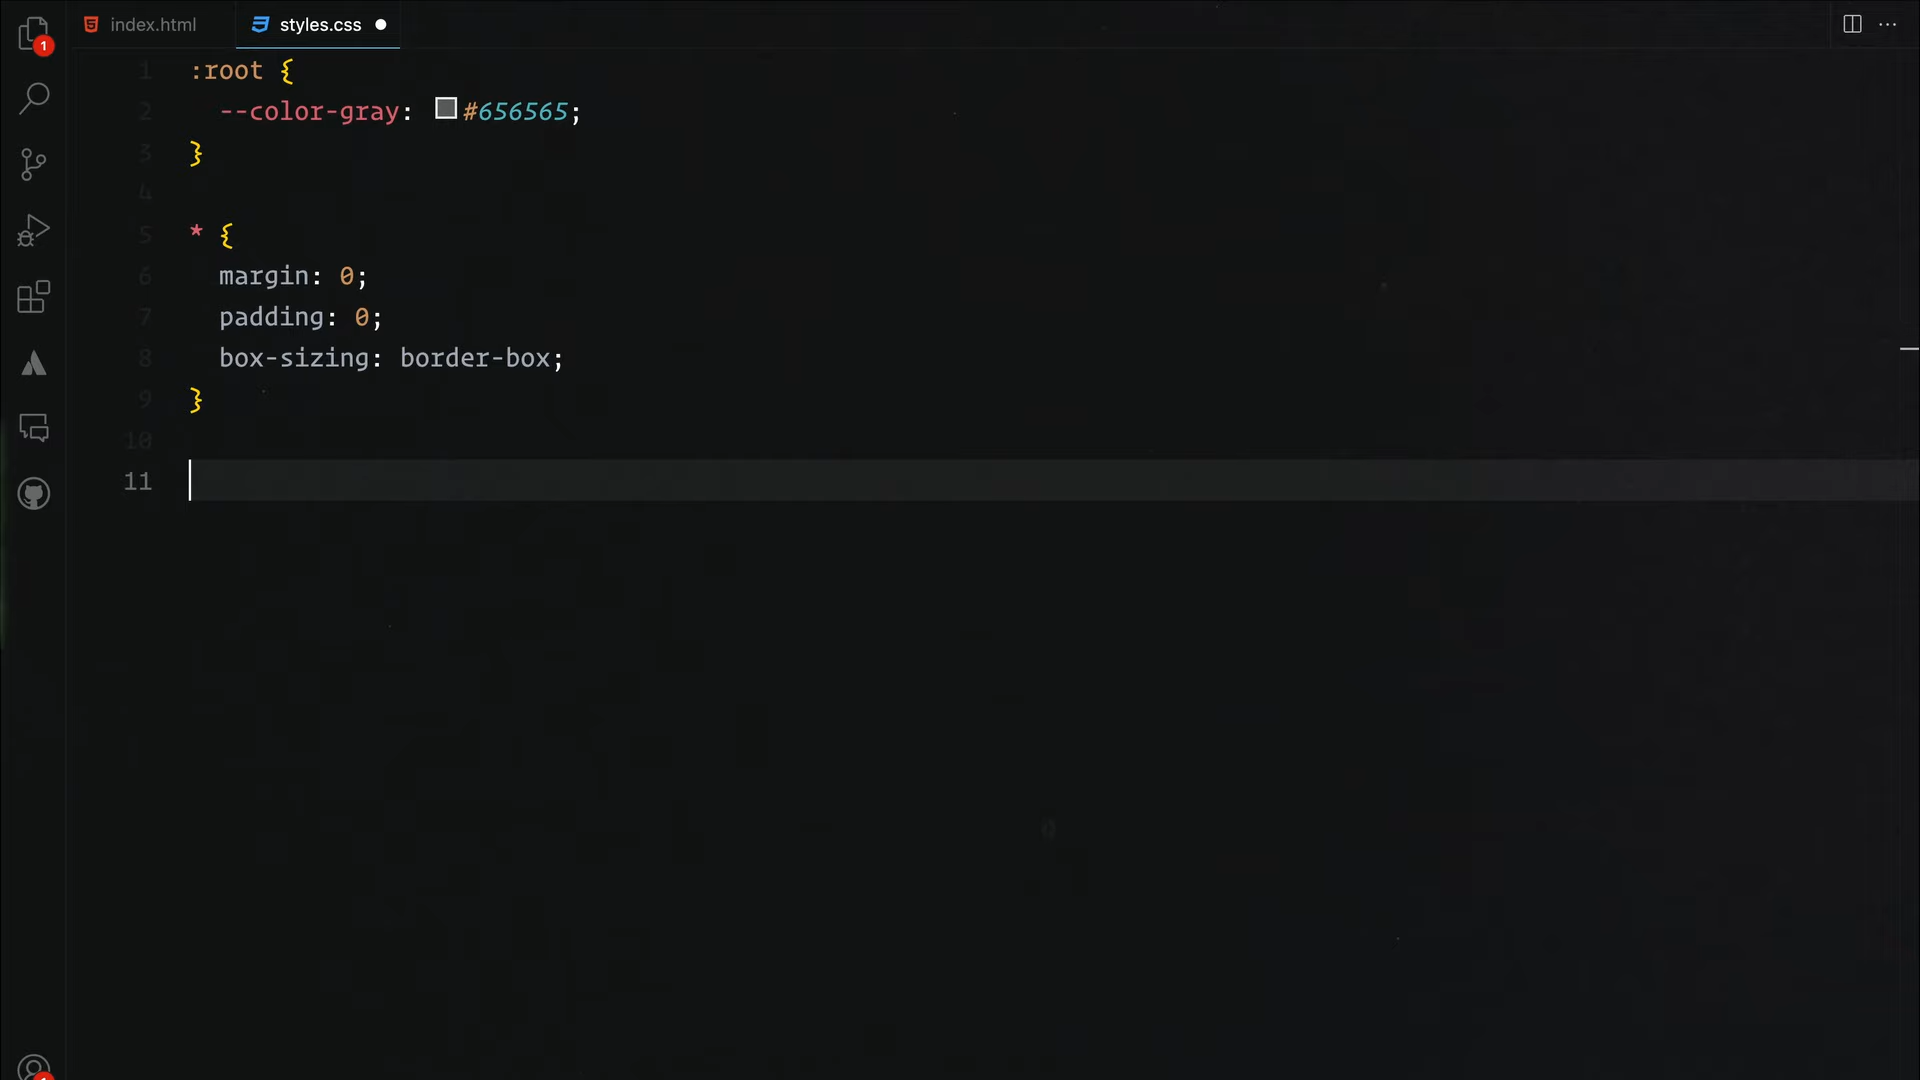 index.html
styles.css
1
1 :root {
2 --color-gray: #656565;
3 }
4
5 * {
6 margin: 0;
7 padding: 0;
8 box-sizing: border-box;
9 }
10
11